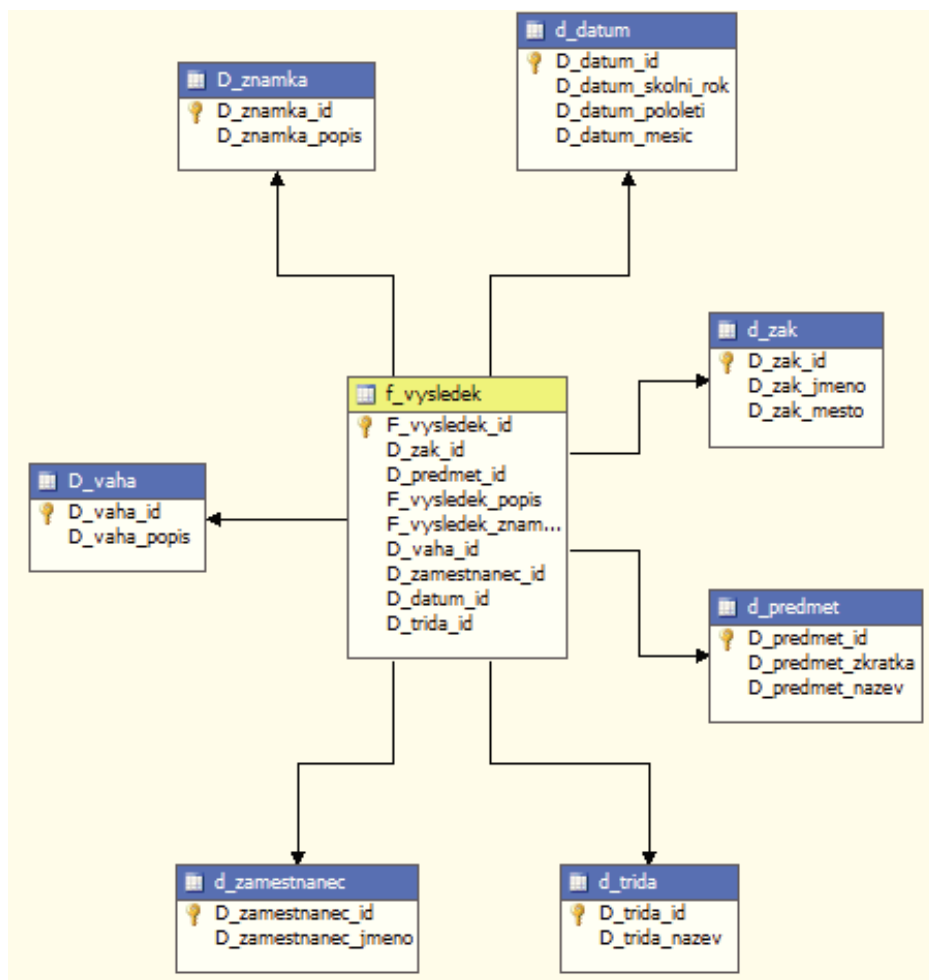 d_datum
D_datum_id
D_datum_skolni_rok
D_datum_pololeti
D_datum_mesic
D_znamka
D_znamka_id
D_znamka_popis
d_zak
D_zak_id
D_zak_jmeno
D_zak_mesto
f_vysledek
F_vysledek_id
D_zak_id
D_predmet_id
F_vysledek_popis
F_vysledek_znam...
D_vaha_id
D_zamestnanec_id
D_datum_id
D_trida_id
D_vaha
D_vaha_id
D_vaha_popis
d_predmet
D_predmet_id
D_predmet_zkratka
D_predmet_nazev
d_zamestnanec
D_zamestnanec_id
D_zamestnanec_jmeno
d_trida
D_trida_id
D_trida_nazev